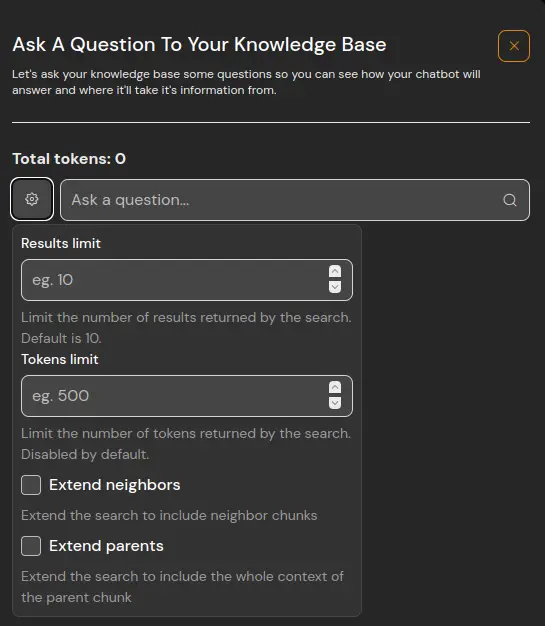 Ask A Question To Your Knowledge Base
Let's ask your knowledge base some questions so you can see how your chatbot will
answer and where it'll take it's information from.
Total tokens: 0
Ask a question...
Results limit
eg. 10
Limit the number of results returned by the search.
Default is 10.
Tokens limit
eg. 500
Limit the number of tokens returned by the search.
Disabled by default.
Extend neighbors
Extend the search to include neighbor chunks
Extend parents
Extend the search to include the whole context of
the parent chunk